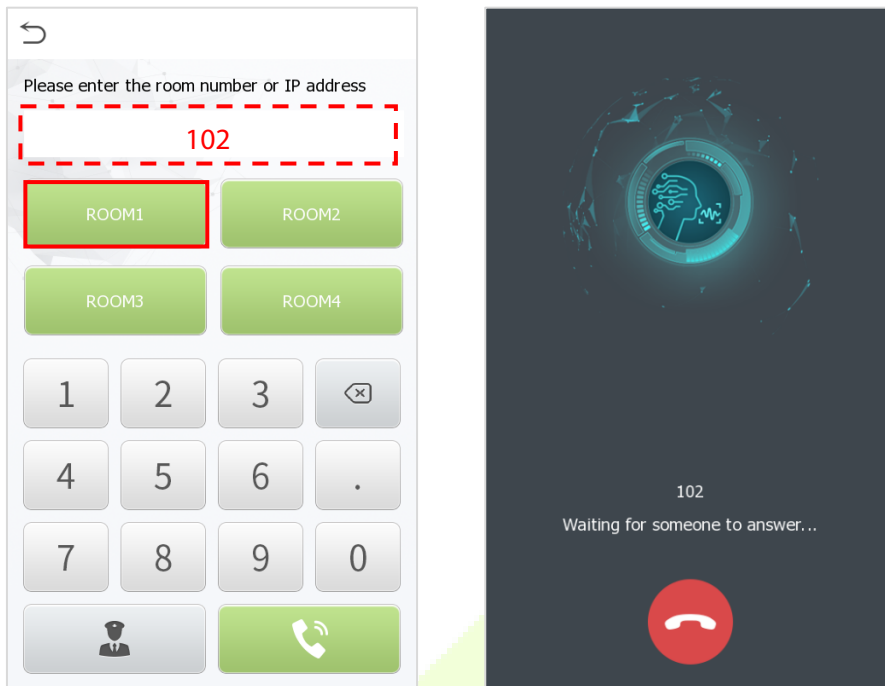 Please enter the room number or IP address
102
ROOM1 ROOM2
ROOM3 ROOM4
1 2 3
4 5 6 .
7 8 9 0
102
Waiting for someone to answer...